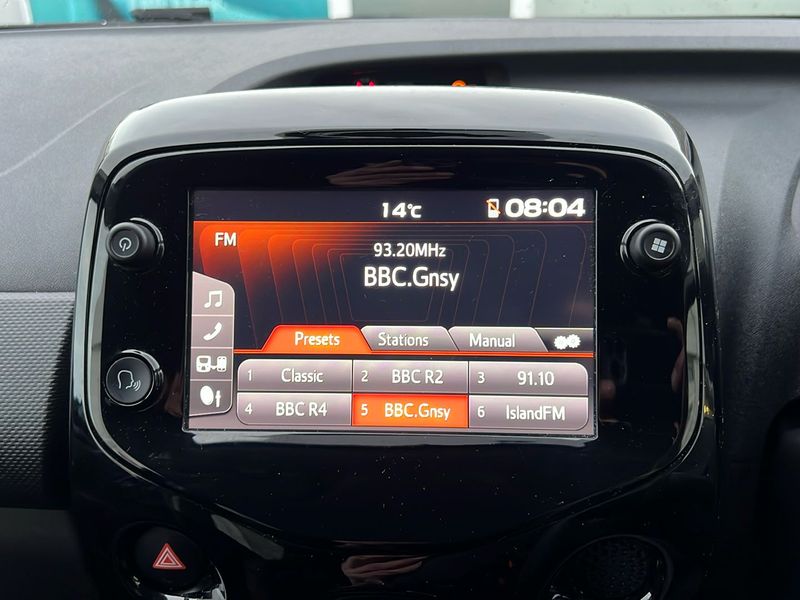 14°c 08:04
FM
93.20MHz
BBC.Gnsy
Presets Stations Manual
1 Classic 2 BBC R2 3 91.10
4 BBC R4 5 BBC.Gnsy 6 IslandFM